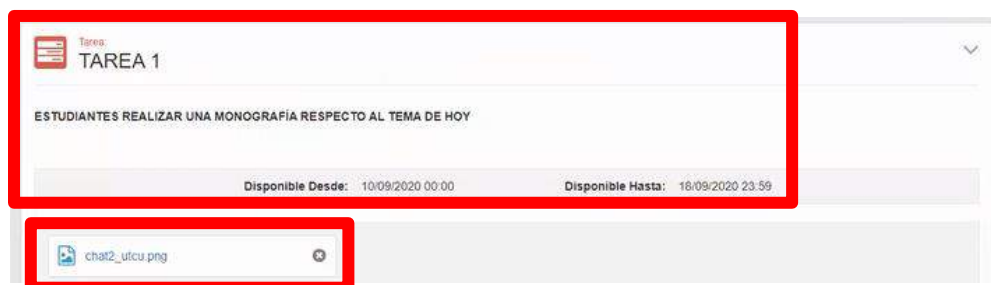 Tarea:
TAREA 1
ESTUDIANTES REALIZAR UNA MONOGRAFÍA RESPECTO AL TEMA DE HOY
Disponible Desde: 10/09/2020 00:00 Disponible Hasta: 18/09/2020 23:59
chat2_ufcu.png